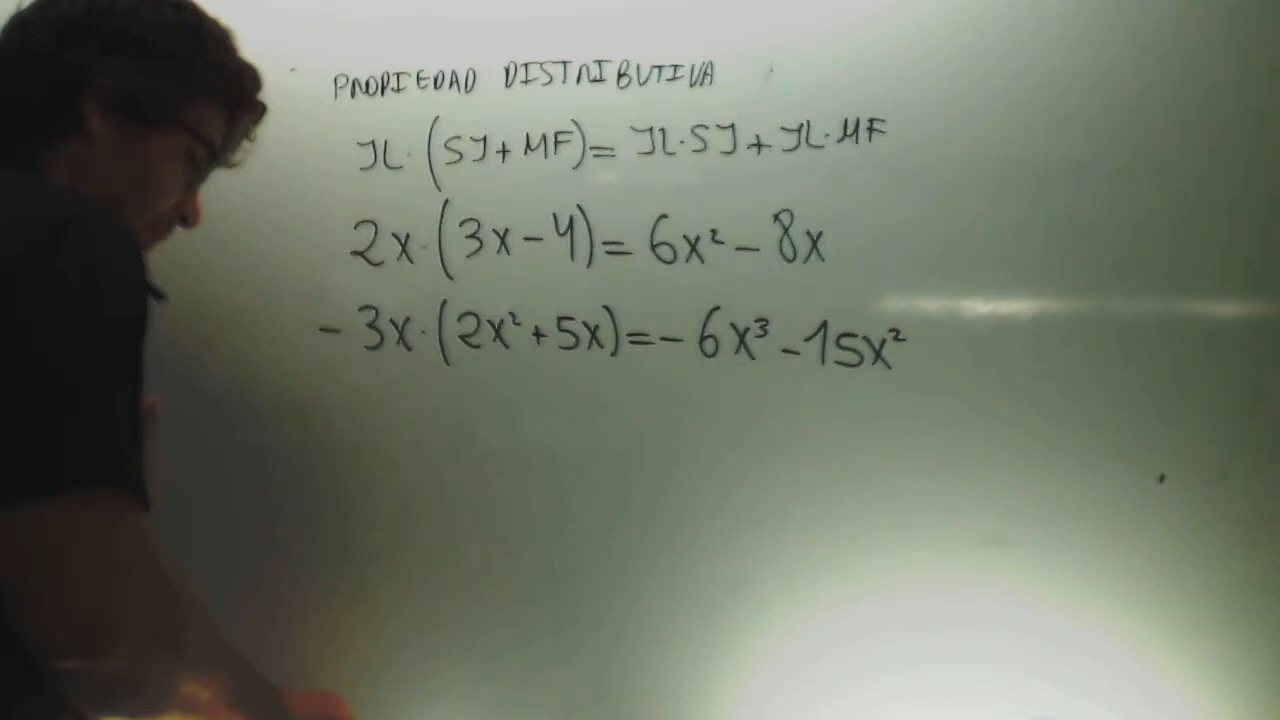 PROPIEDAD DISTRIBUTIVA
JL·(SJ+MF)=JL·SJ+JL·MF
2x·(3x-4)=6x²-8x
-3x·(2x²+5x)=-6x³-15x²